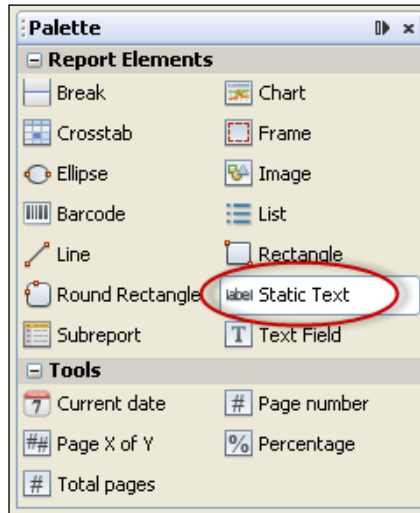 Palette
Report Elements
Break Chart
Crosstab Frame
Ellipse Image
Barcode List
Line Rectangle
Round Rectangle label Static Text
Subreport T Text Field
Tools
7 Current date # Page number
## Page X of Y % Percentage
# Total pages